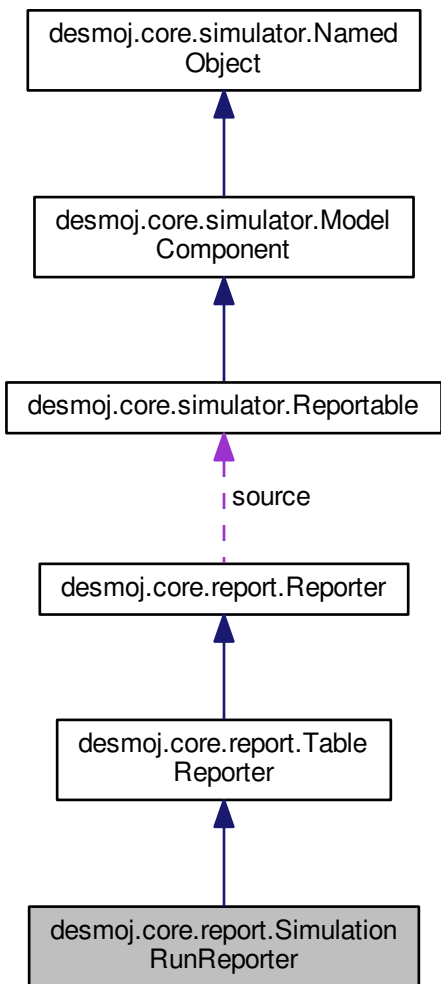 desmoj.core.simulator.Named
Object
desmoj.core.simulator.Model
Component
desmoj.core.simulator.Reportable
source
desmoj.core.report.Reporter
desmoj.core.report.Table
Reporter
desmoj.core.report.Simulation
RunReporter